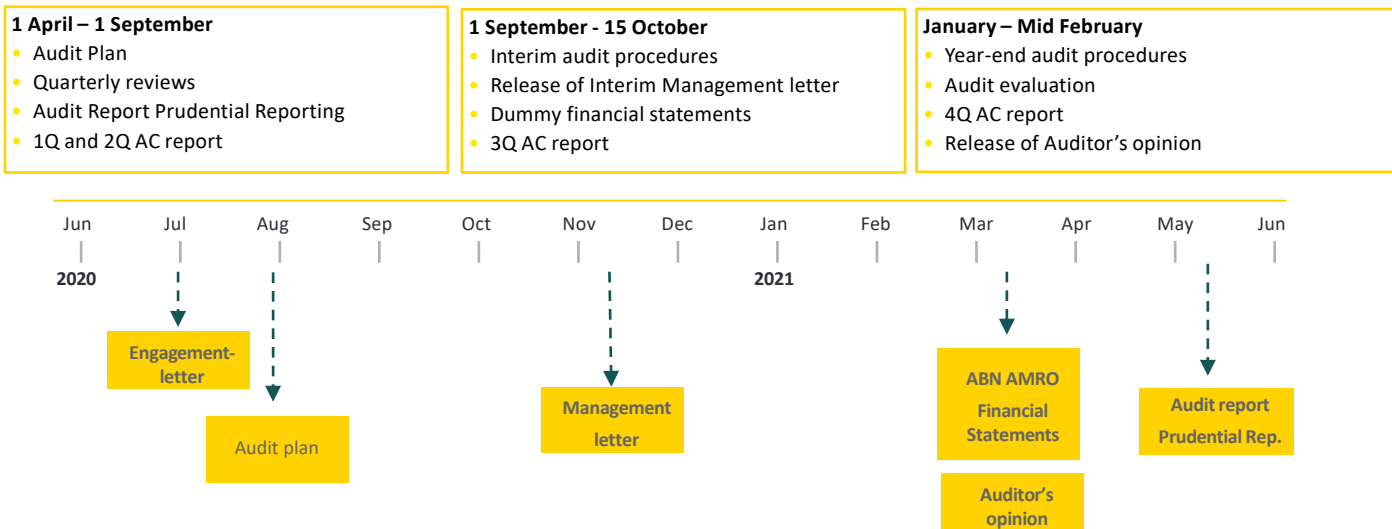 1 April – 1 September
• Audit Plan
• Quarterly reviews
• Audit Report Prudential Reporting
• 1Q and 2Q AC report
1 September - 15 October
• Interim audit procedures
• Release of Interim Management letter
• Dummy financial statements
• 3Q AC report
January – Mid February
• Year-end audit procedures
• Audit evaluation
• 4Q AC report
• Release of Auditor’s opinion
Jun Jul Aug Sep Oct Nov Dec Jan Feb Mar Apr May Jun
2020 2021
Engagement-
letter
Audit plan
Management
letter
ABN AMRO
Financial
Statements
Auditor’s
opinion
Audit report
Prudential Rep.